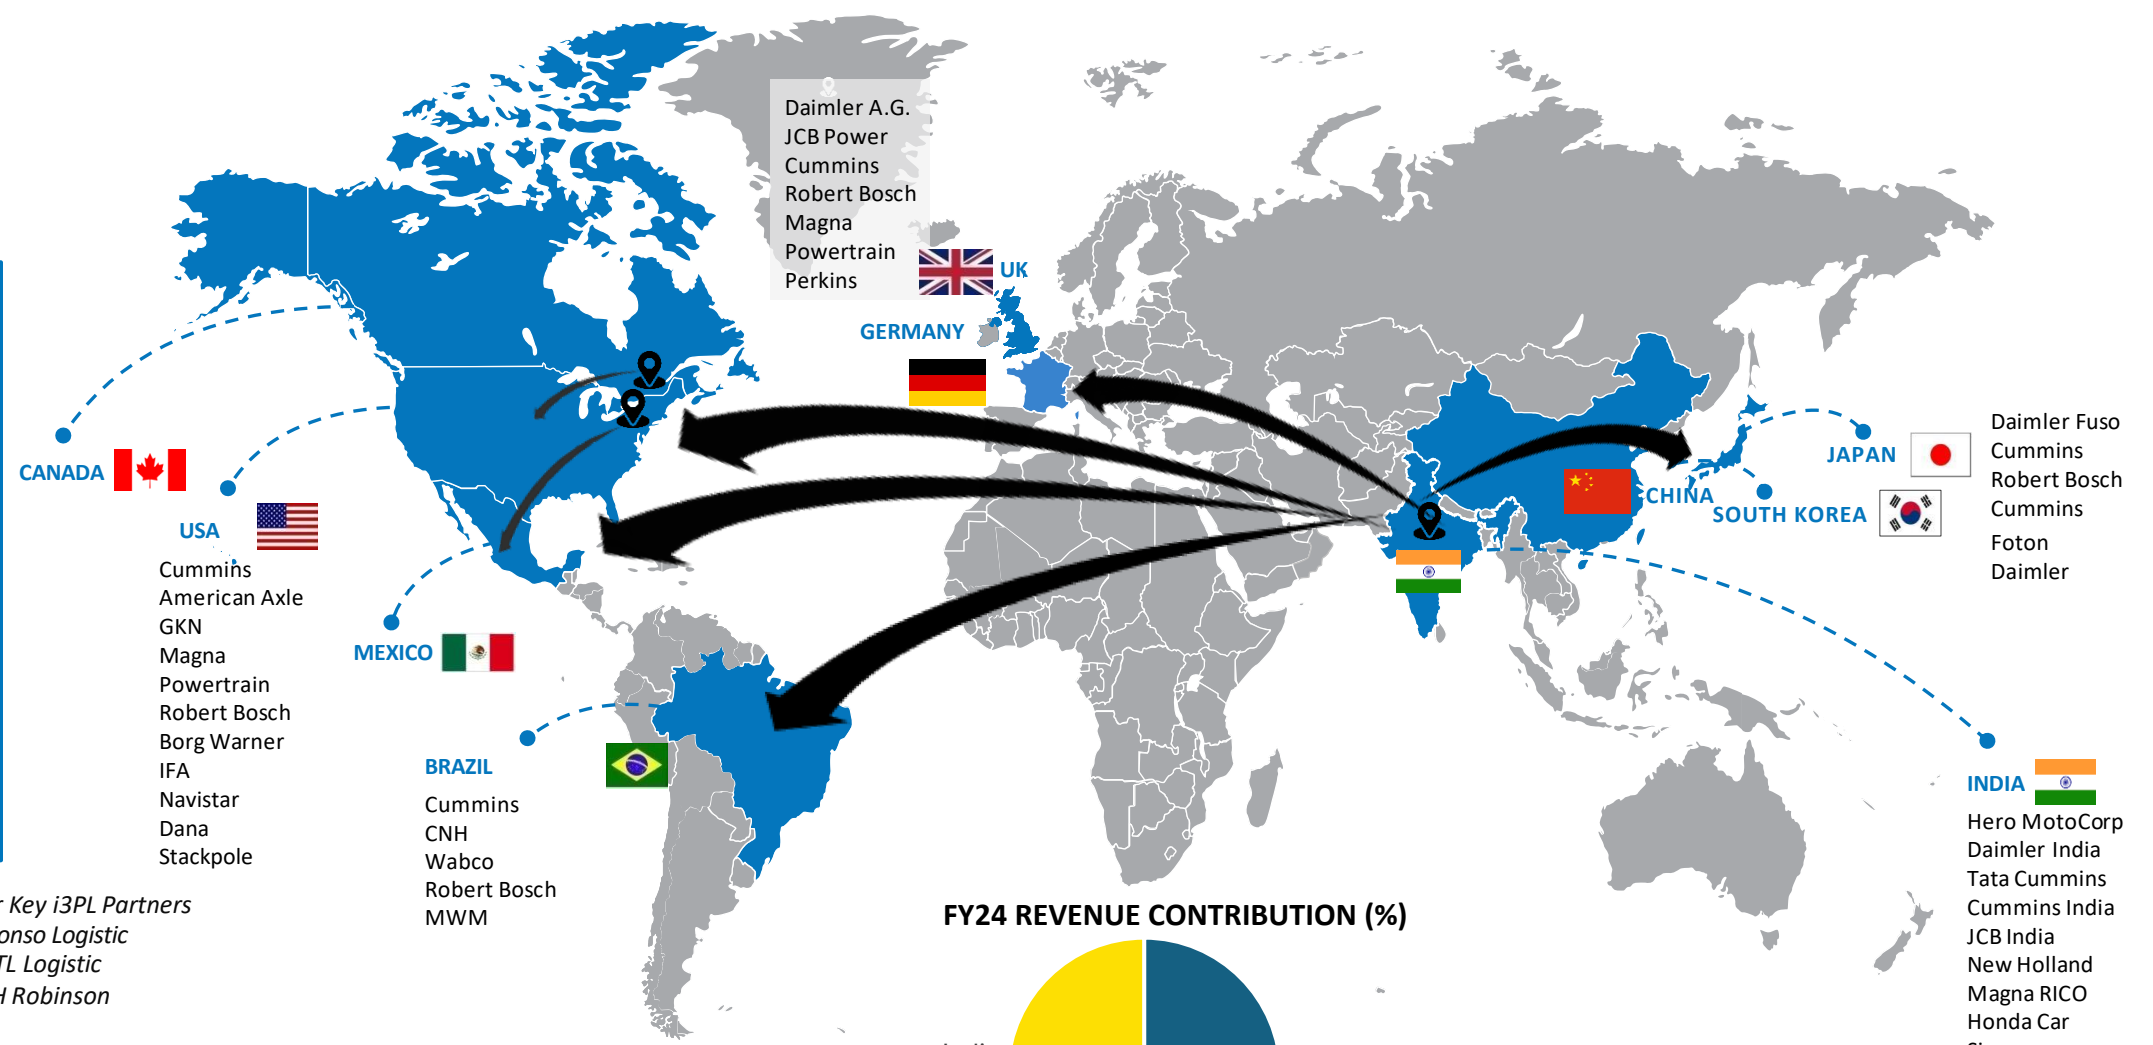 Daimler A.G.
JCB Power
Cummins
Robert Bosch
Magna
Powertrain
Perkins
UK
GERMANY
CANADA
USA
Cummins
American Axle
GKN
Magna
Powertrain
Robert Bosch
Borg Warner
IFA
Navistar
Dana
Stackpole
MEXICO
BRAZIL
Cummins
CNH
Wabco
Robert Bosch
MWM
CHINA
JAPAN
SOUTH KOREA
Daimler Fuso
Cummins
Robert Bosch
Cummins
Foton
Daimler
INDIA
Hero MotoCorp
Daimler India
Tata Cummins
Cummins India
JCB India
New Holland
Magna RICO
Honda Car
Key i3PL Partners
Logistic
Logistic
Robinson
FY24 REVENUE CONTRIBUTION (%)